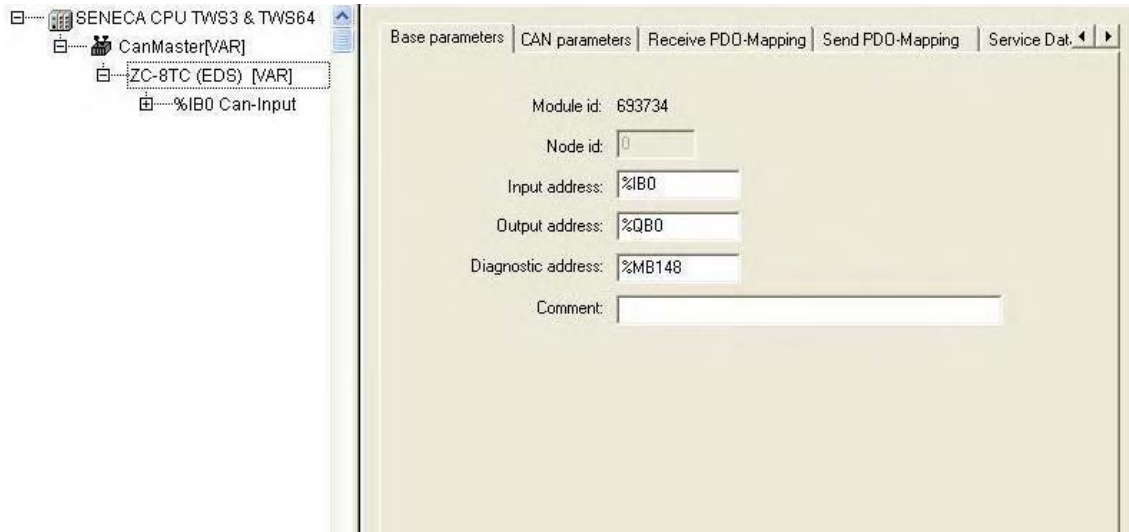 SENECA CPU TWS3 & TWS64
CanMaster[VAR]
ZC-8TC (EDS) [VAR]
%IB0 Can-Input
Base parameters CAN parameters Receive PDO-Mapping Send PDO-Mapping Service Dat
Module id: 693734
Node id: 0
Input address: %IB0
Output address: %QB0
Diagnostic address: %MB148
Comment: